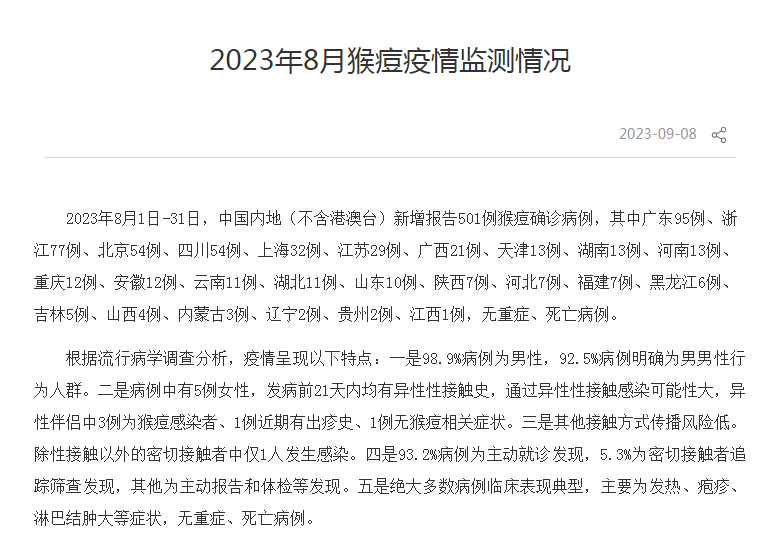 2023年8月猴痘疫情监测情况
2023-09-08
2023年8月1日-31日，中国内地（不含港澳台）新增报告501例猴痘确诊病例，其中广东95例、浙
江77例、北京54例、四川54例、上海32例、江苏29例、广西21例、天津13例、湖南13例、河南13例、
重庆12例、安徽12例、云南11例、湖北11例、山东10例、陕西7例、河北7例、福建7例、黑龙江6例、
吉林5例、山西4例、内蒙古3例、辽宁2例、贵州2例、江西1例，无重症、死亡病例。
根据流行病学调查分析，疫情呈现以下特点：一是98.9%病例为男性，92.5%病例明确为男男性行
为人群。二是病例中有5例女性，发病前21天内均有异性性接触史，通过异性性接触感染可能性大，异
性伴侣中3例为猴痘感染者、1例近期有出疹史、1例无猴痘相关症状。三是其他接触方式传播风险低。
除性接触以外的密切接触者中仅1人发生感染。四是93.2%病例为主动就诊发现，5.3%为密切接触者追
踪筛查发现，其他为主动报告和体检等发现。五是绝大多数病例临床表现典型，主要为发热、疱疹、
淋巴结肿大等症状，无重症、死亡病例。